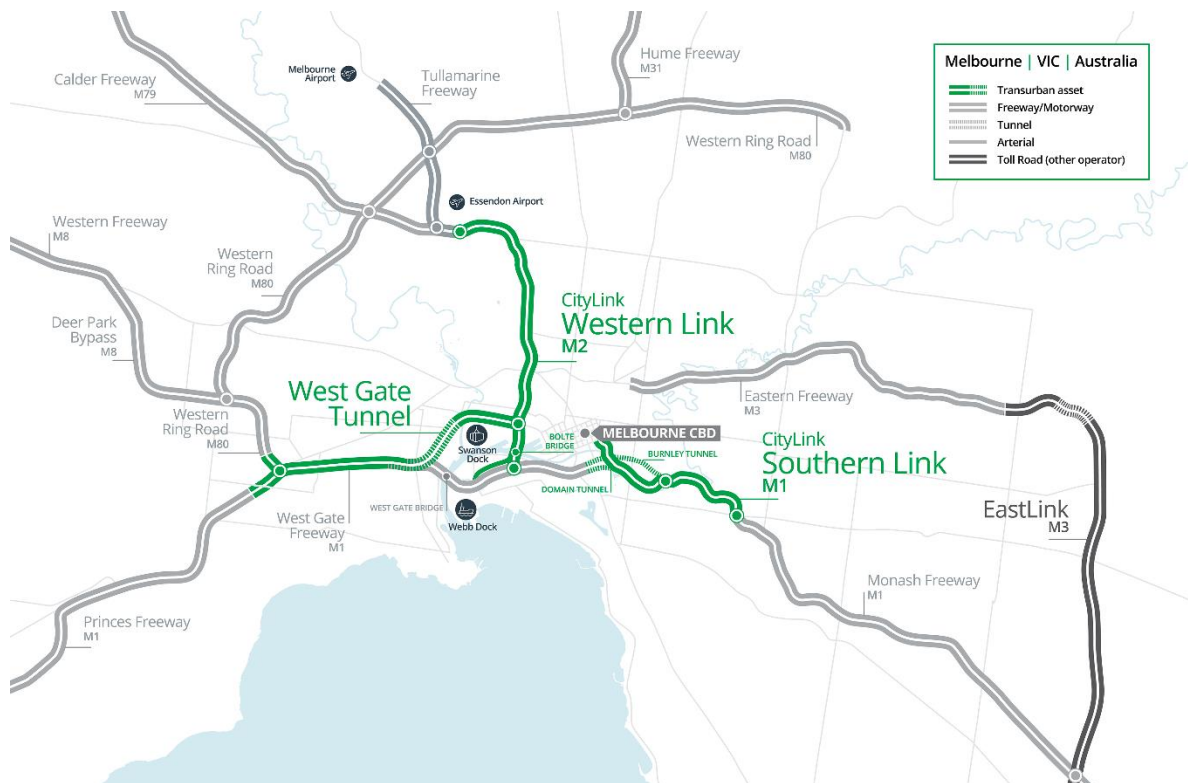 Melbourne | VIC | Australia
Transurban asset
Freeway/Motorway
Tunnel
Arterial
Toll Road (other operator)
Hume Freeway
M31
Melbourne
Airport
Tullamarine
Freeway
Calder Freeway
M79
Western Ring Road
M80
Essendon Airport
Western Freeway
M8
Western
Ring Road
M80
CityLink
Western Link
M2
Deer Park
Bypass
M8
West Gate
Tunnel
Eastern Freeway
M3
Western
Ring Road
M80
Swanson
Dock
BOLTE
BRIDGE
MELBOURNE CBD
BURNLEY TUNNEL
CityLink
Southern Link
M1
DOMAIN TUNNEL
WEST GATE BRIDGE
Webb Dock
West Gate
Freeway
M1
EastLink
M3
Monash Freeway
M1
Princes Freeway
M1